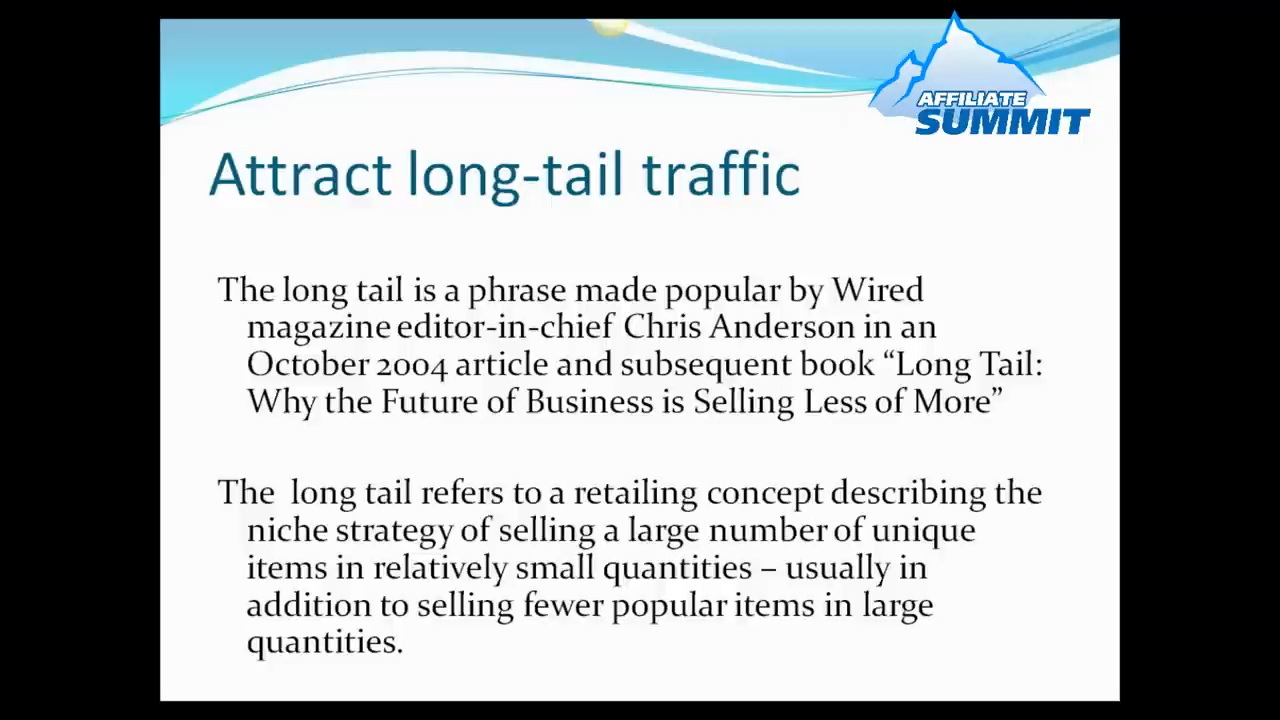 AFFILIATE
SUMMIT
Attract long-tail traffic
The long tail is a phrase made popular by Wired
magazine editor-in-chief Chris Anderson in an
October 2004 article and subsequent book “Long Tail:
Why the Future of Business is Selling Less of More”
The  long tail refers to a retailing concept describing the
niche strategy of selling a large number of unique
items in relatively small quantities – usually in
addition to selling fewer popular items in large
quantities.